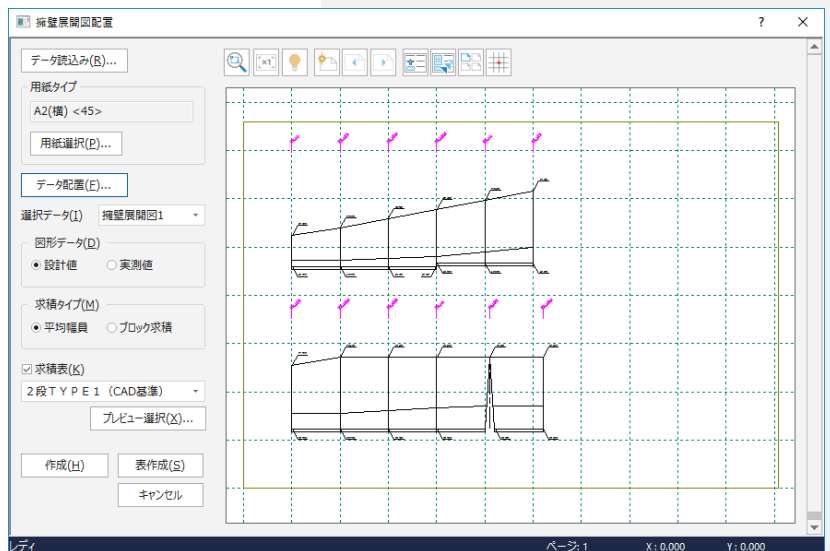 擁壁展開図配置
データ読込み(R)...
用紙タイプ
A2(横) <45>
用紙選択(P)...
データ配置(F)...
選択データ(I) 擁壁展開図1
図形データ(D)
設計値 実測値
求積タイプ(M)
平均幅員 ブロック求積
求積表(K)
2段TYPE1 (CAD基準)
プレビュー選択(X)...
作成(H) 表作成(S)
キャンセル
レディ ページ: 1 X : 0.000 Y : 0.000